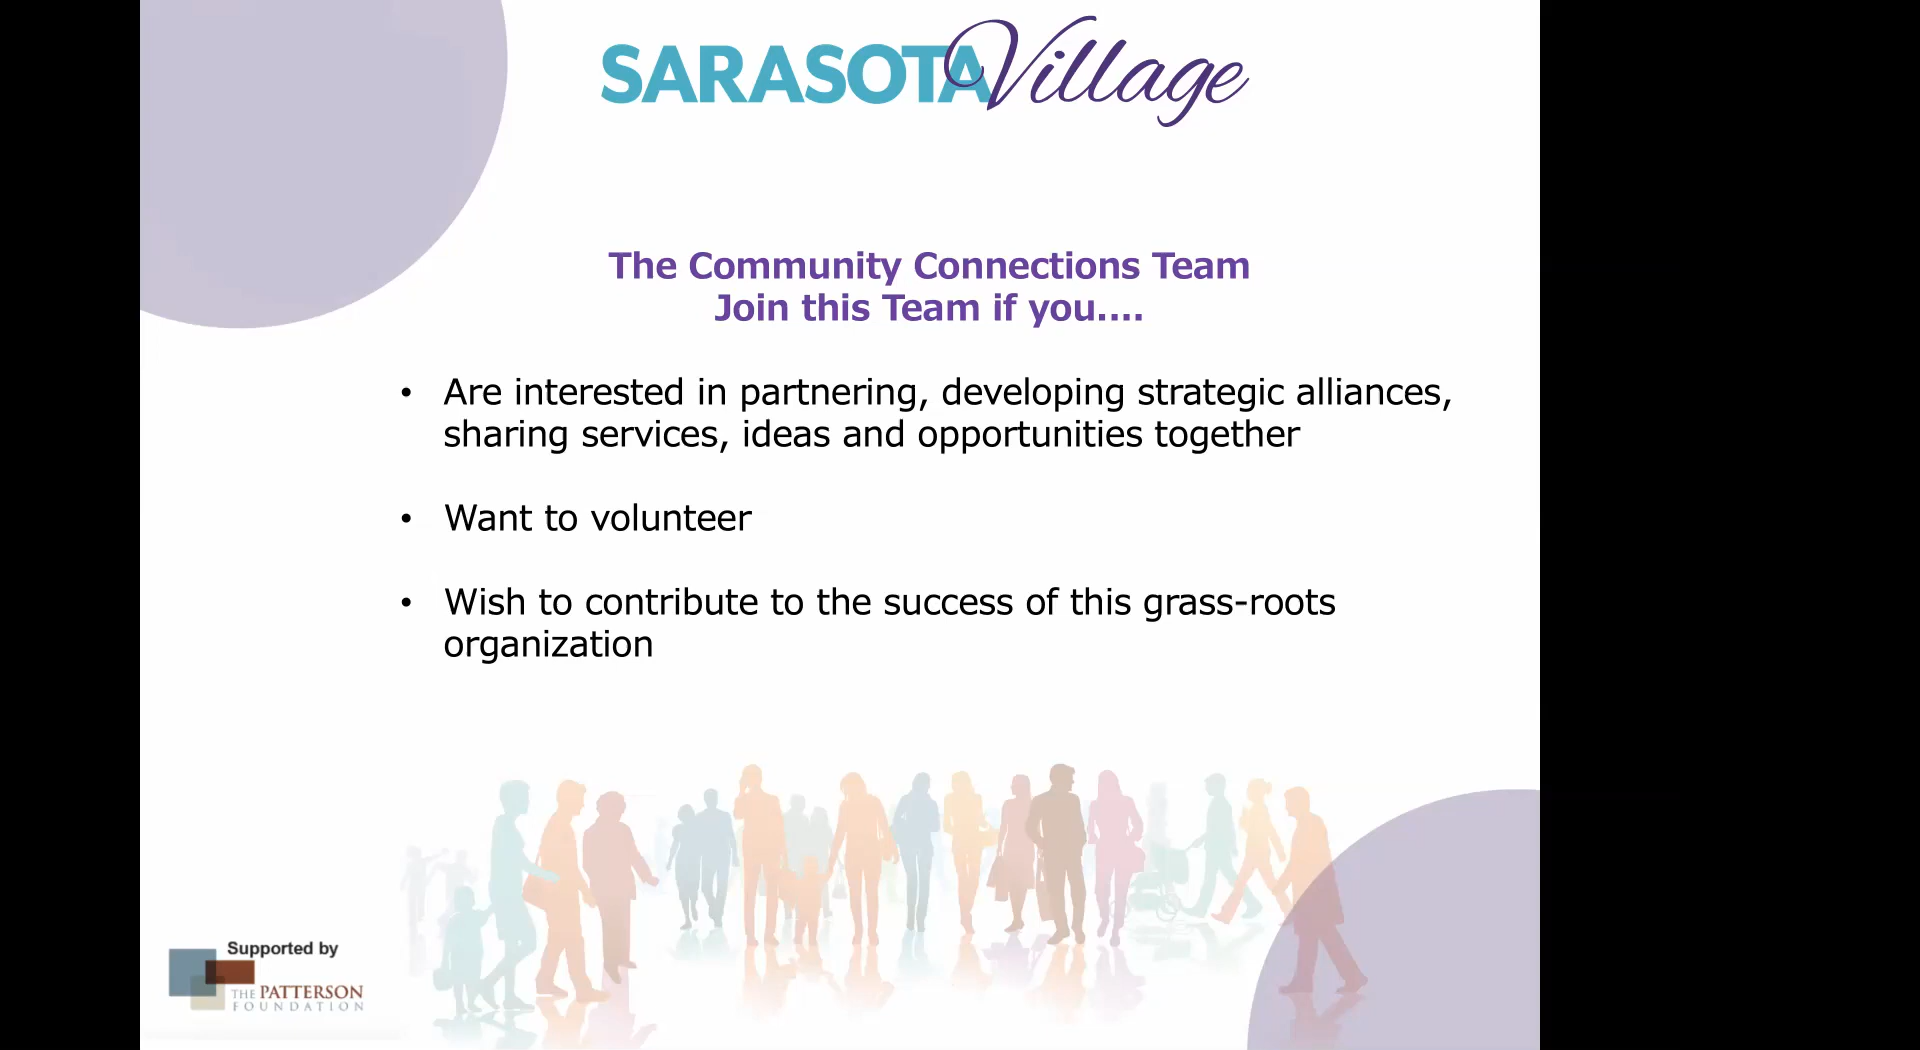 SARASOTA Village
The Community Connections Team
Join this Team if you....
• Are interested in partnering, developing strategic alliances,
sharing services, ideas and opportunities together
• Want to volunteer
• Wish to contribute to the success of this grass-roots
organization
Supported by
THE PATTERSON
FOUNDATION